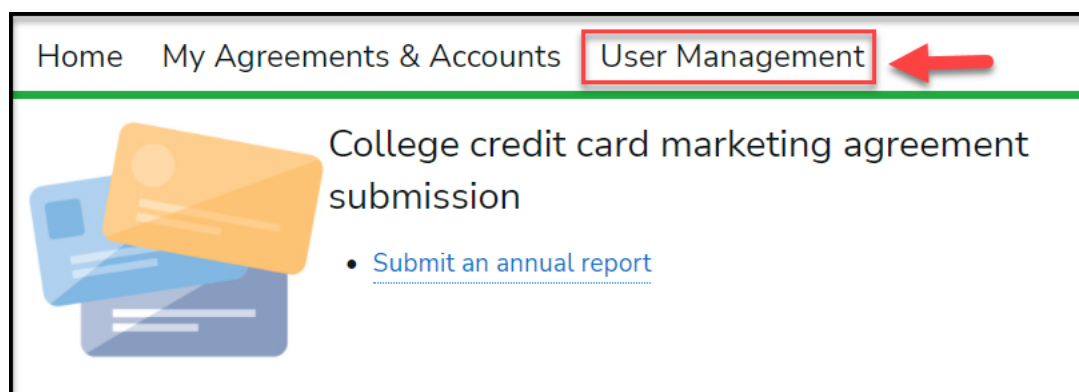 Home My Agreements & Accounts User Management
College credit card marketing agreement
submission
• Submit an annual report